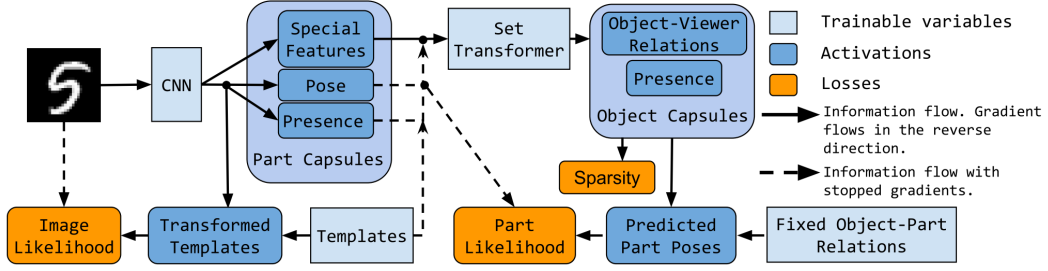 CNN
Special
Features
Pose
Presence
Part Capsules
Set
Transformer
Object-Viewer
Relations
Presence
Object Capsules
Trainable variables
Activations
Losses
Information flow. Gradient
flows in the reverse
direction.
Information flow with
stopped gradients.
Sparsity
Image
Likelihood
Transformed
Templates
Templates
Part
Likelihood
Predicted
Part Poses
Fixed Object-Part
Relations